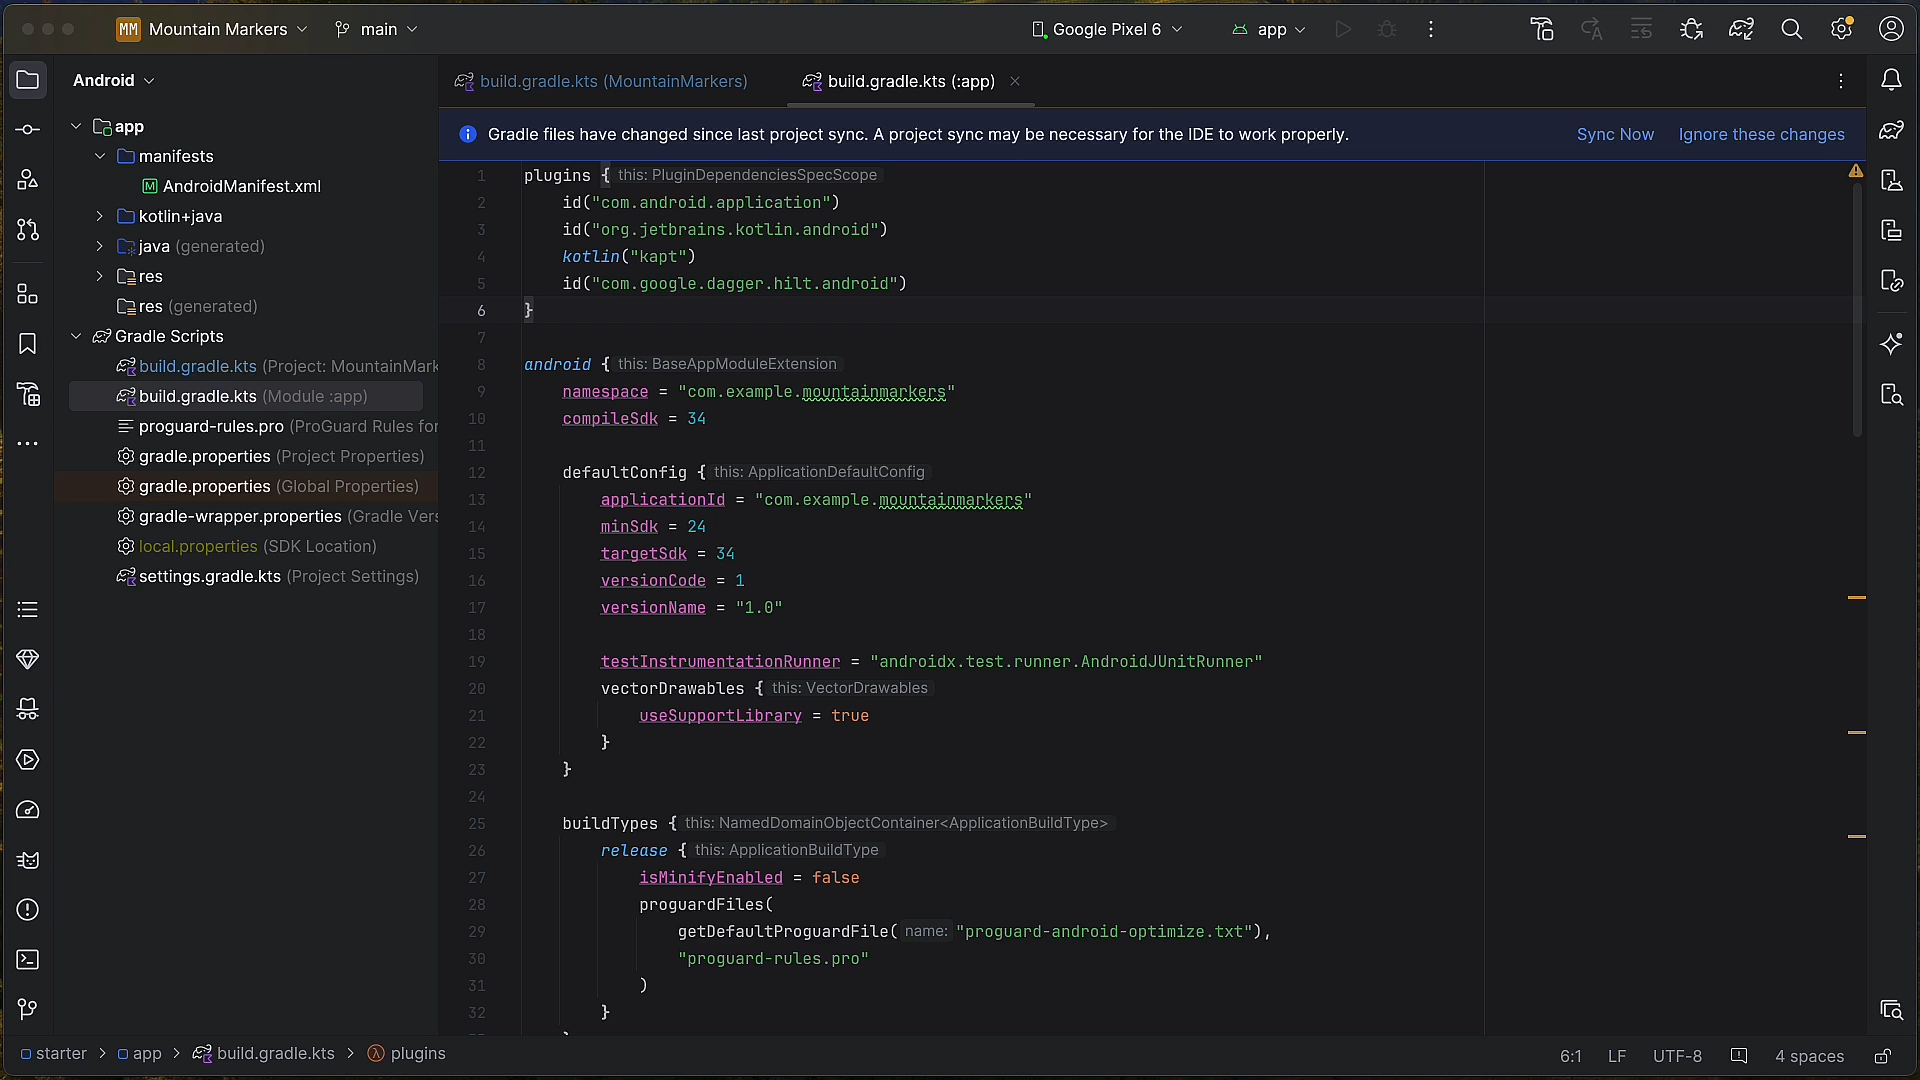 MM Mountain Markers main Google Pixel 6 app
Android
build.gradle.kts (MountainMarkers) build.gradle.kts (:app)
Gradle files have changed since last project sync. A project sync may be necessary for the IDE to work properly. Sync Now Ignore these changes
app
manifests
M AndroidManifest.xml
kotlin+java
java (generated)
res
res (generated)
Gradle Scripts
build.gradle.kts (Project: MountainMark
build.gradle.kts (Module :app)
proguard-rules.pro (ProGuard Rules for
gradle.properties (Project Properties)
gradle.properties (Global Properties)
gradle-wrapper.properties (Gradle Vers
local.properties (SDK Location)
settings.gradle.kts (Project Settings)
1 plugins { this: PluginDependenciesSpecScope
2 id("com.android.application")
3 id("org.jetbrains.kotlin.android")
4 kotlin("kapt")
5 id("com.google.dagger.hilt.android")
6 }
7
8 android { this: BaseAppModuleExtension
9 namespace = "com.example.mountainmarkers"
10 compileSdk = 34
11
12 defaultConfig { this: ApplicationDefaultConfig
13 applicationId = "com.example.mountainmarkers"
14 minSdk = 24
15 targetSdk = 34
16 versionCode = 1
17 versionName = "1.0"
18
19 testInstrumentationRunner = "androidx.test.runner.AndroidJUnitRunner"
20 vectorDrawables { this: VectorDrawables
21 useSupportLibrary = true
22 }
23 }
24
25 buildTypes { this: NamedDomainObjectContainer<ApplicationBuildType>
26 release { this: ApplicationBuildType
27 isMinifyEnabled = false
28 proguardFiles(
29 getDefaultProguardFile( name: "proguard-android-optimize.txt"),
30 "proguard-rules.pro"
31 )
32 }
starter > app > build.gradle.kts > λ plugins
6:1 LF UTF-8 4 spaces